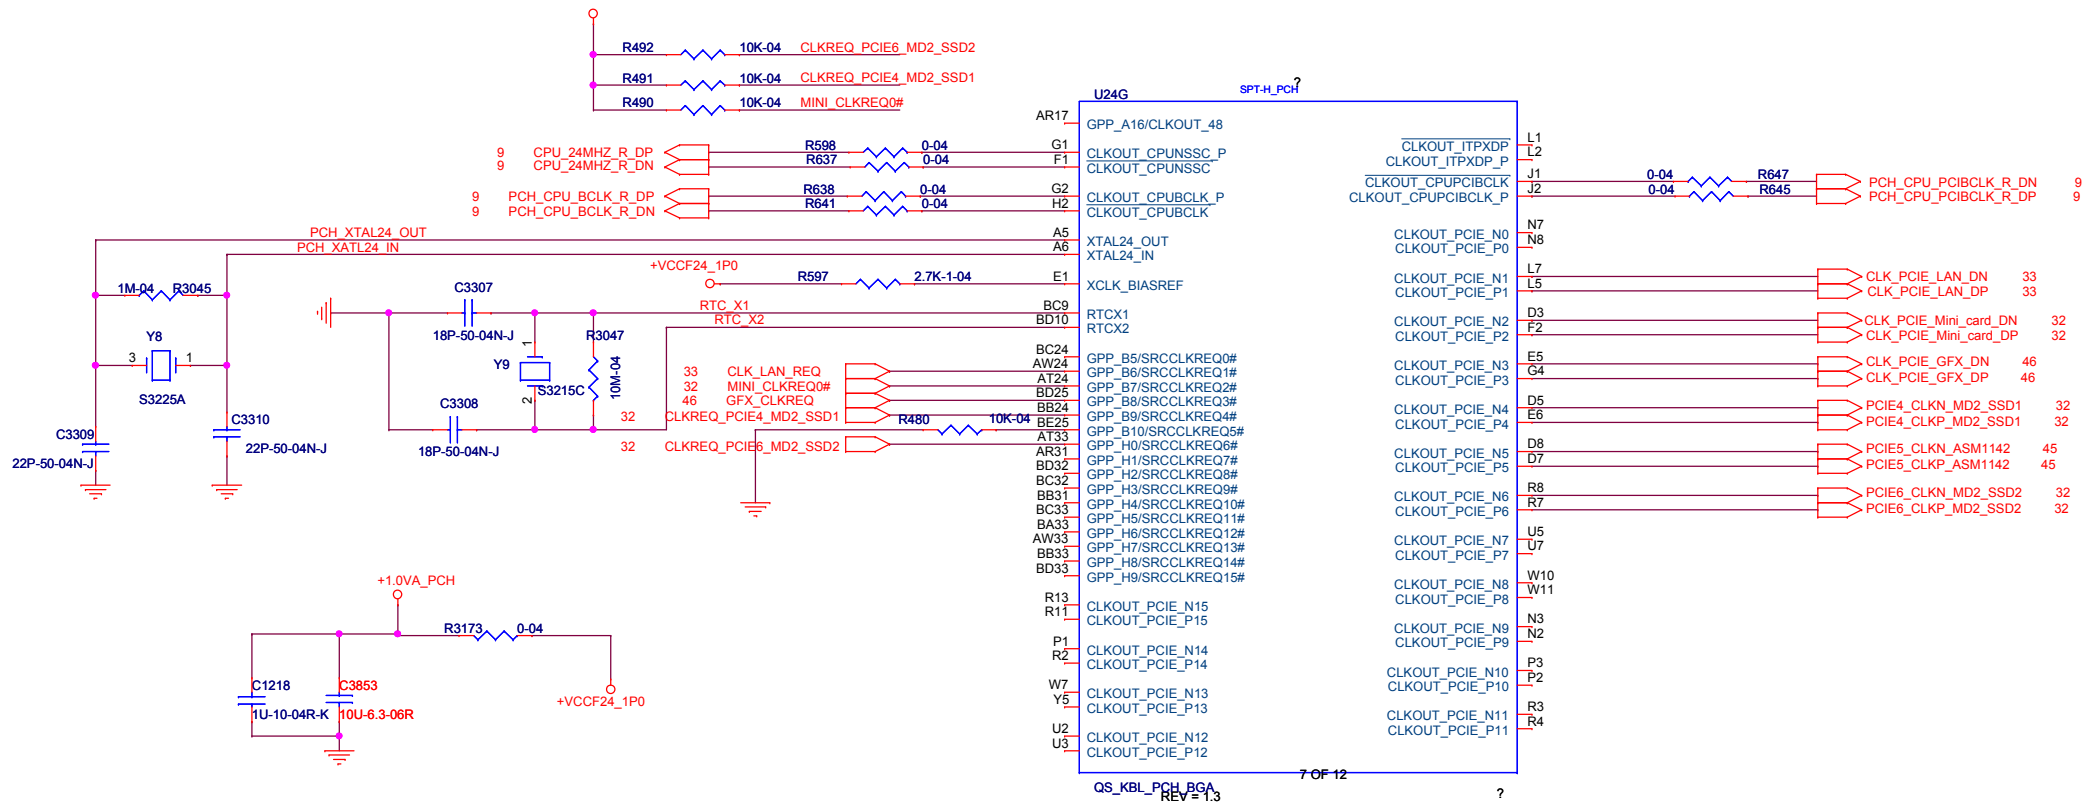 R492 10K-04 CLKREQ_PCIE6_MD2_SSD2
R491 10K-04 CLKREQ_PCIE4_MD2_SSD1
R490 10K-04 MINI_CLKREQ0#
U24G
SPT-H_PCH
?
AR17 GPP_A16/CLKOUT_48
9 CPU_24MHZ_R_DP R598 0-04 G1 CLKOUT_CPUNSSC_P
9 CPU_24MHZ_R_DN R637 0-04 F1 CLKOUT_CPUNSSC
9 PCH_CPU_BCLK_R_DP R638 0-04 G2 CLKOUT_CPUBCLK_P
9 PCH_CPU_BCLK_R_DN R641 0-04 H2 CLKOUT_CPUBCLK
PCH_XTAL24_OUT A5 XTAL24_OUT
PCH_XATL24_IN A6 XTAL24_IN
+VCCF24_1P0
R597 2.7K-1-04 E1 XCLK_BIASREF
1M-04 R3045
Y8
3 1
S3225A
C3309
22P-50-04N-J
C3310
22P-50-04N-J
C3307
18P-50-04N-J
RTC_X1 BC9 RTCX1
RTC_X2 BD10 RTCX2
R3047
10M-04
1
Y9
S3215C
2
C3308
18P-50-04N-J
BC24 GPP_B5/SRCCLKREQ0#
33 CLK_LAN_REQ AW24 GPP_B6/SRCCLKREQ1#
32 MINI_CLKREQ0# AT24 GPP_B7/SRCCLKREQ2#
46 GFX_CLKREQ BD25 GPP_B8/SRCCLKREQ3#
32 CLKREQ_PCIE4_MD2_SSD1 BB24 GPP_B9/SRCCLKREQ4#
R480 10K-04 BE25 GPP_B10/SRCCLKREQ5#
32 CLKREQ_PCIE6_MD2_SSD2 AT33 GPP_H0/SRCCLKREQ6#
AR31 GPP_H1/SRCCLKREQ7#
BD32 GPP_H2/SRCCLKREQ8#
BC32 GPP_H3/SRCCLKREQ9#
BB31 GPP_H4/SRCCLKREQ10#
BC33 GPP_H5/SRCCLKREQ11#
BA33 GPP_H6/SRCCLKREQ12#
AW33 GPP_H7/SRCCLKREQ13#
BB33 GPP_H8/SRCCLKREQ14#
BD33 GPP_H9/SRCCLKREQ15#
R13 CLKOUT_PCIE_N15
R11 CLKOUT_PCIE_P15
P1 CLKOUT_PCIE_N14
R2 CLKOUT_PCIE_P14
W7 CLKOUT_PCIE_N13
Y5 CLKOUT_PCIE_P13
U2 CLKOUT_PCIE_N12
U3 CLKOUT_PCIE_P12
CLKOUT_ITPXDP L1
CLKOUT_ITPXDP_P L2
CLKOUT_CPUPCIBCLK J1 0-04 R647 PCH_CPU_PCIBCLK_R_DN 9
CLKOUT_CPUPCIBCLK_P J2 0-04 R645 PCH_CPU_PCIBCLK_R_DP 9
CLKOUT_PCIE_N0 N7
CLKOUT_PCIE_P0 N8
CLKOUT_PCIE_N1 L7 CLK_PCIE_LAN_DN 33
CLKOUT_PCIE_P1 L5 CLK_PCIE_LAN_DP 33
CLKOUT_PCIE_N2 D3 CLK_PCIE_Mini_card_DN 32
CLKOUT_PCIE_P2 F2 CLK_PCIE_Mini_card_DP 32
CLKOUT_PCIE_N3 E5 CLK_PCIE_GFX_DN 46
CLKOUT_PCIE_P3 G4 CLK_PCIE_GFX_DP 46
CLKOUT_PCIE_N4 D5 PCIE4_CLKN_MD2_SSD1 32
CLKOUT_PCIE_P4 E6 PCIE4_CLKP_MD2_SSD1 32
CLKOUT_PCIE_N5 D8 PCIE5_CLKN_ASM1142 45
CLKOUT_PCIE_P5 D7 PCIE5_CLKP_ASM1142 45
CLKOUT_PCIE_N6 R8 PCIE6_CLKN_MD2_SSD2 32
CLKOUT_PCIE_P6 R7 PCIE6_CLKP_MD2_SSD2 32
CLKOUT_PCIE_N7 U5
CLKOUT_PCIE_P7 U7
CLKOUT_PCIE_N8 W10
CLKOUT_PCIE_P8 W11
CLKOUT_PCIE_N9 N3
CLKOUT_PCIE_P9 N2
CLKOUT_PCIE_N10 P3
CLKOUT_PCIE_P10 P2
CLKOUT_PCIE_N11 R3
CLKOUT_PCIE_P11 R4
+1.0VA_PCH
R3173 0-04
C1218
1U-10-04R-K
C3853
10U-6.3-06R
+VCCF24_1P0
7 OF 12
QS_KBL_PCH_BGA
REV = 1.3
?